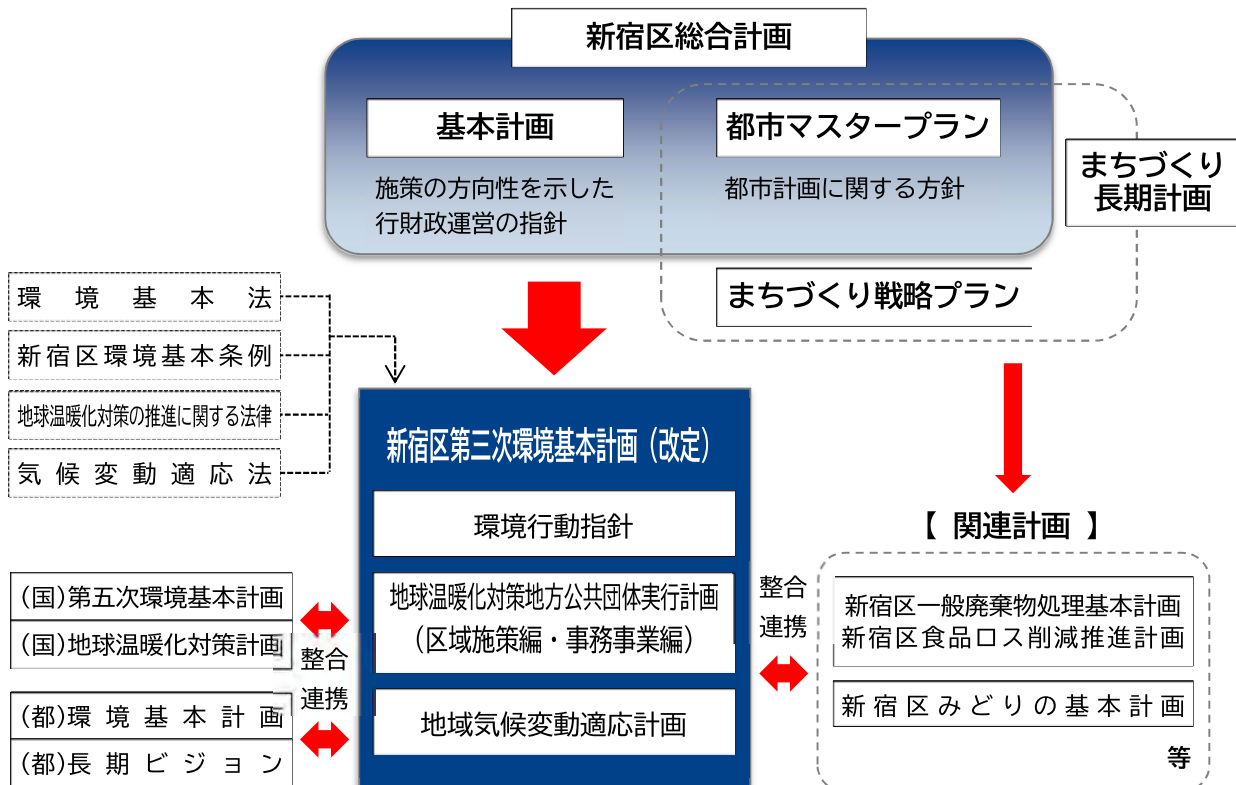 新宿区総合計画
基本計画
施策の方向性を示した
行財政運営の指針
都市マスタープラン
都市計画に関する方針
まちづくり
長期計画
まちづくり戦略プラン
環境基本法
新宿区環境基本条例
地球温暖化対策の推進に関する法律
気候変動適応法
新宿区第三次環境基本計画（改定）
環境行動指針
地球温暖化対策地方公共団体実行計画
（区域施策編・事務事業編）
地域気候変動適応計画
(国)第五次環境基本計画
(国)地球温暖化対策計画
(都)環境基本計画
(都)長期ビジョン
整合
連携
整合
連携
【 関連計画 】
新宿区一般廃棄物処理基本計画
新宿区食品ロス削減推進計画
新宿区みどりの基本計画
等